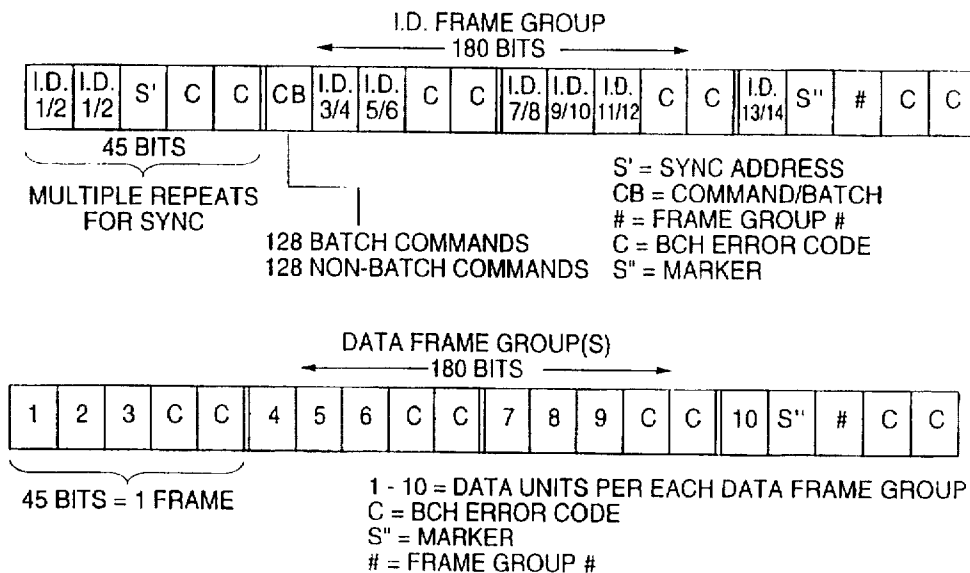 I.D. FRAME GROUP
180 BITS
I.D. 1/2 I.D. 1/2 S' C C CB I.D. 3/4 I.D. 5/6 C C I.D. 7/8 I.D. 9/10 I.D. 11/12 C C I.D. 13/14 S" # C C
45 BITS
MULTIPLE REPEATS
FOR SYNC
128 BATCH COMMANDS
128 NON-BATCH COMMANDS
S' = SYNC ADDRESS
CB = COMMAND/BATCH
# = FRAME GROUP #
C = BCH ERROR CODE
S" = MARKER
DATA FRAME GROUP(S)
180 BITS
1 2 3 C C 4 5 6 C C 7 8 9 C C 10 S" # C C
45 BITS = 1 FRAME
1 - 10 = DATA UNITS PER EACH DATA FRAME GROUP
C = BCH ERROR CODE
S" = MARKER
# = FRAME GROUP #